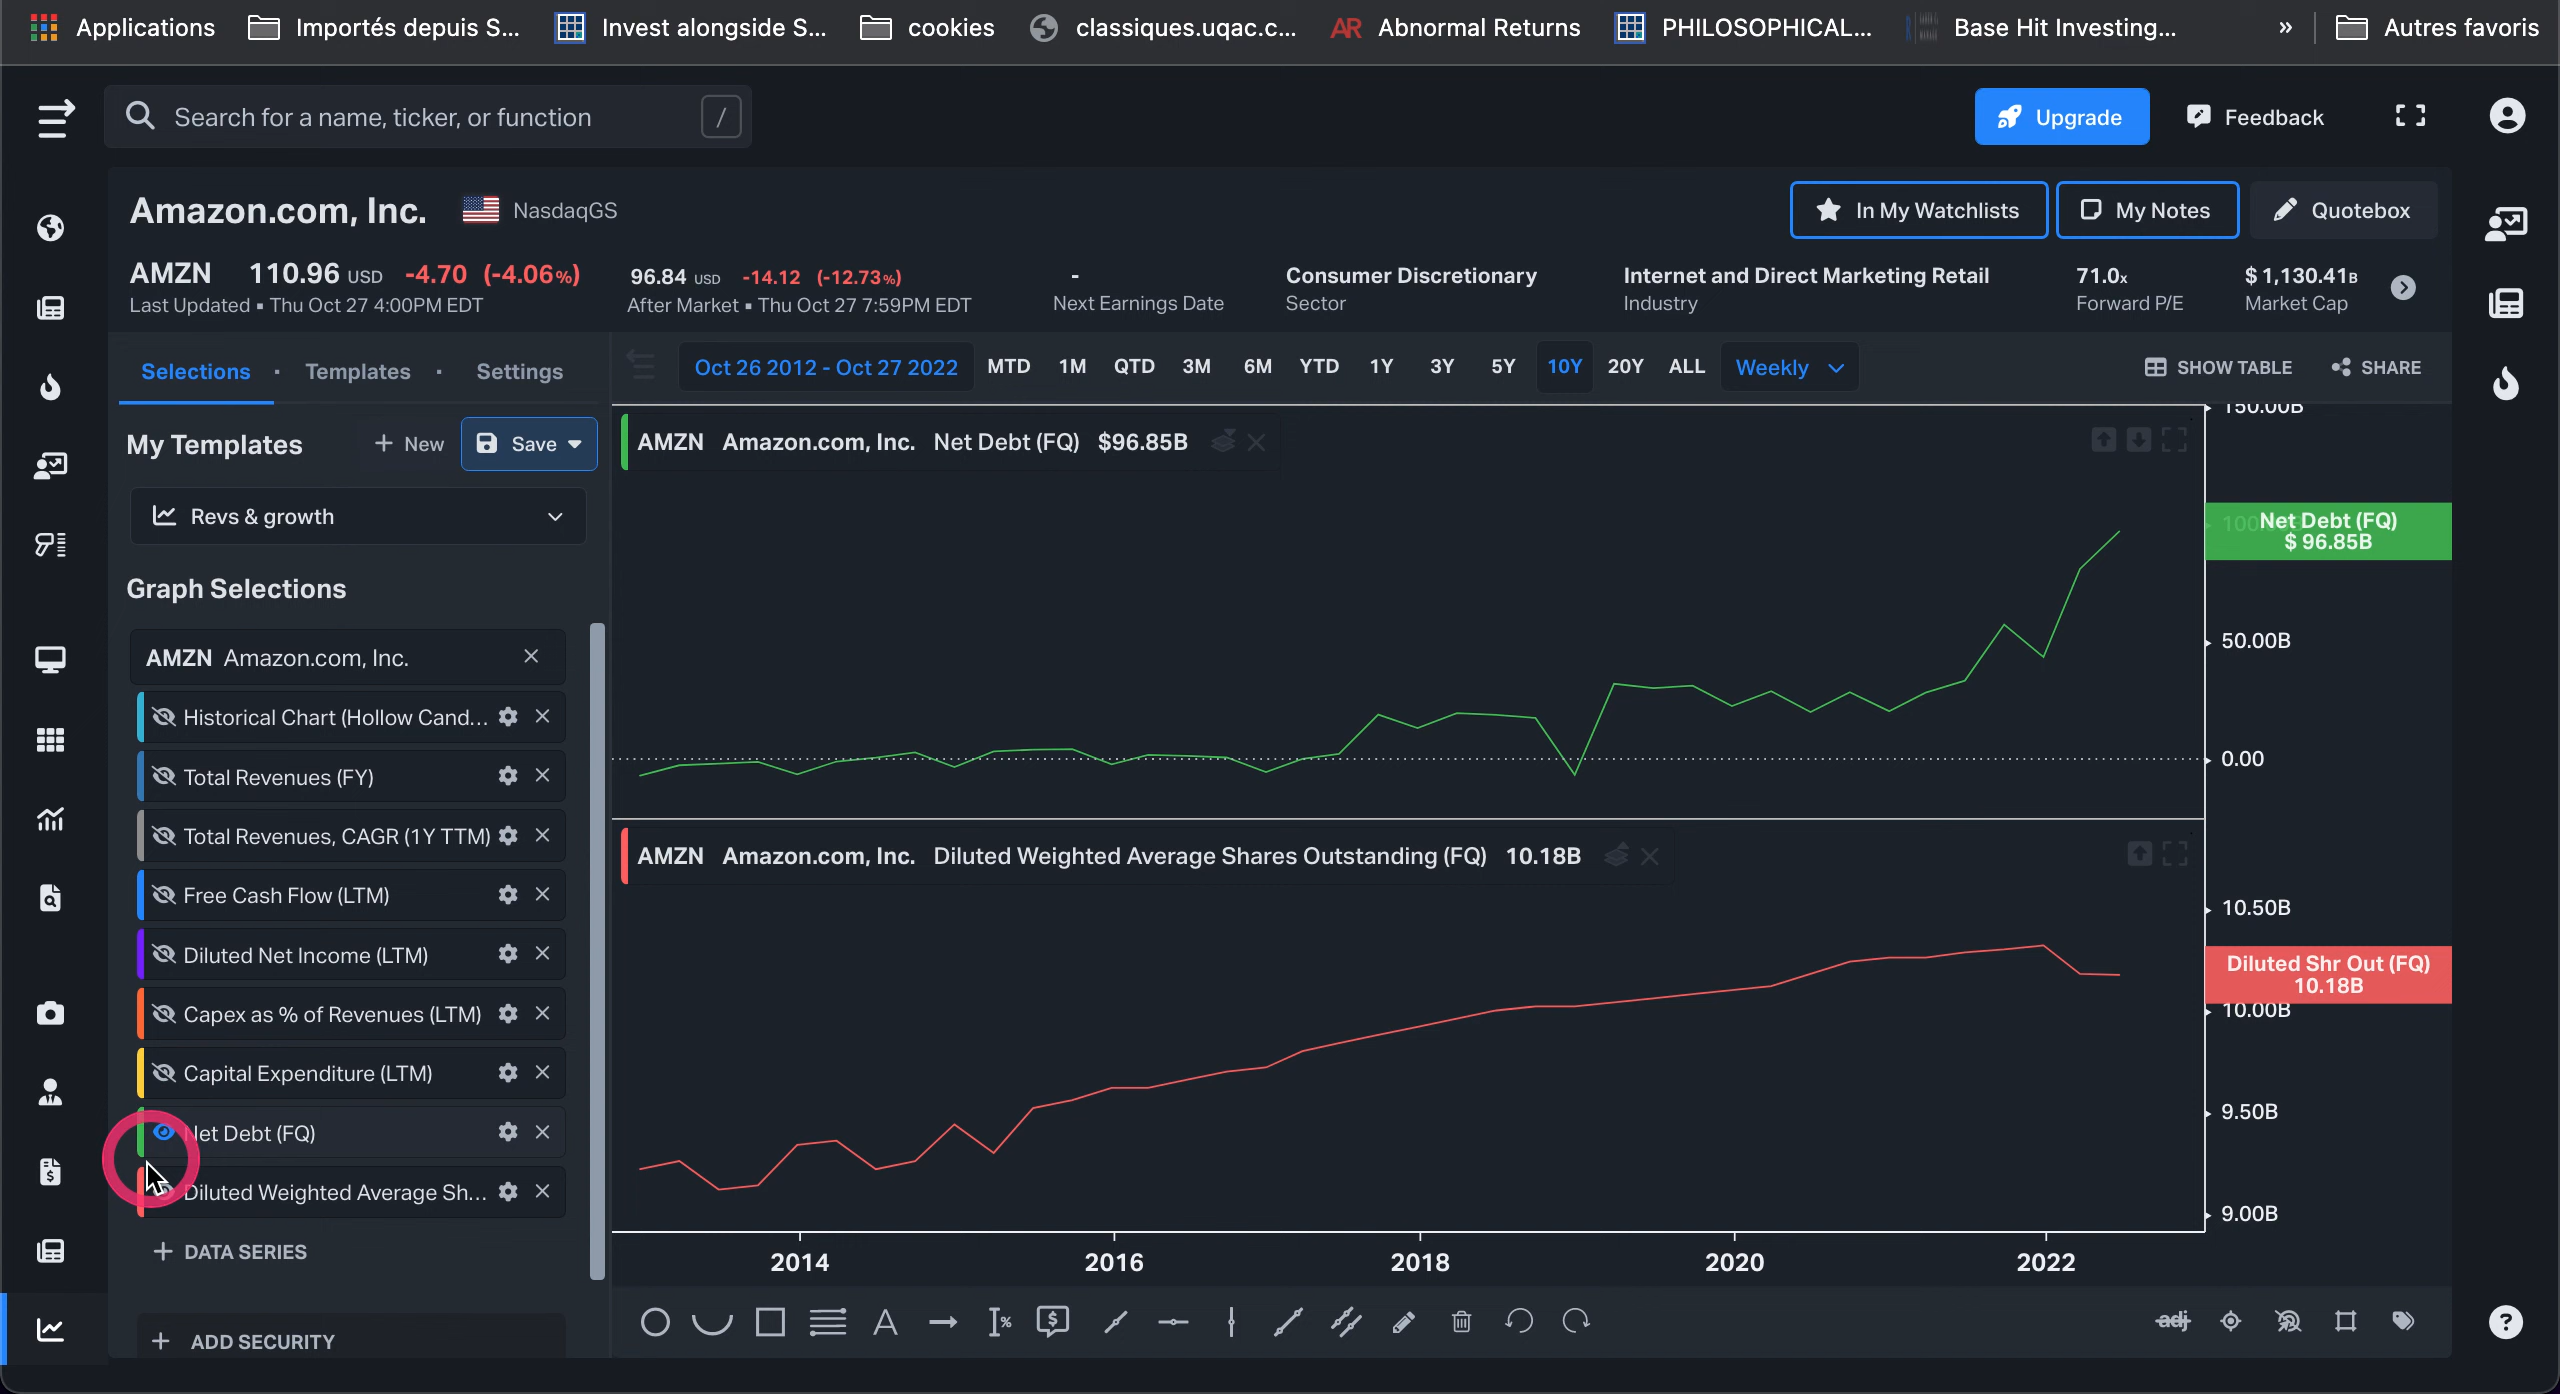 Applications
Importés depuis S...
Invest alongside S...
cookies
classiques.uqac.c...
AR Abnormal Returns
PHILOSOPHICAL...
Base Hit Investing...
»
Autres favoris
Search for a name, ticker, or function /
Upgrade
Feedback
Amazon.com, Inc. NasdaqGS
In My Watchlists
My Notes
Quotebox
AMZN 110.96 USD -4.70 (-4.06%)
Last Updated ▪ Thu Oct 27 4:00PM EDT
96.84 USD -14.12 (-12.73%)
After Market ▪ Thu Oct 27 7:59PM EDT
-
Next Earnings Date
Consumer Discretionary
Sector
Internet and Direct Marketing Retail
Industry
71.0x
Forward P/E
$1,130.41B
Market Cap
Selections · Templates · Settings
Oct 26 2012 - Oct 27 2022 MTD 1M QTD 3M 6M YTD 1Y 3Y 5Y 10Y 20Y ALL Weekly
SHOW TABLE
SHARE
My Templates
+ New
Save
Revs & growth
Graph Selections
AMZN Amazon.com, Inc.
Historical Chart (Hollow Cand...
Total Revenues (FY)
Total Revenues, CAGR (1Y TTM)
Free Cash Flow (LTM)
Diluted Net Income (LTM)
Capex as % of Revenues (LTM)
Capital Expenditure (LTM)
Net Debt (FQ)
Diluted Weighted Average Sh...
+ DATA SERIES
+ ADD SECURITY
AMZN Amazon.com, Inc. Net Debt (FQ) $96.85B
150.00B
Net Debt (FQ)
$ 96.85B
50.00B
0.00
AMZN Amazon.com, Inc. Diluted Weighted Average Shares Outstanding (FQ) 10.18B
10.50B
Diluted Shr Out (FQ)
10.18B
10.00B
9.50B
9.00B
2014 2016 2018 2020 2022
A
%
$
adj
?